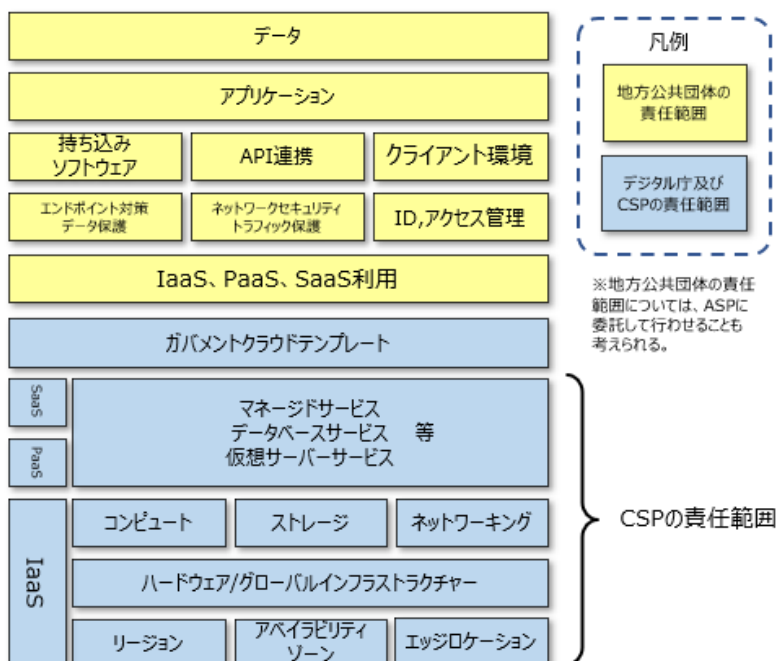 データ
アプリケーション
持ち込み
ソフトウェア
API連携
クライアント環境
エンドポイント対策
データ保護
ネットワークセキュリティ
トラフィック保護
ID,アクセス管理
IaaS、PaaS、SaaS利用
ガバメントクラウドテンプレート
SaaS
PaaS
マネージドサービス
データベースサービス 等
仮想サーバーサービス
IaaS
コンピュート
ストレージ
ネットワーキング
ハードウェア/グローバルインフラストラクチャー
リージョン
アベイラビリティ
ゾーン
エッジロケーション
凡例
地方公共団体の
責任範囲
デジタル庁及び
CSPの責任範囲
※地方公共団体の責任
範囲については、ASPに
委託して行わせることも
考えられる。
CSPの責任範囲